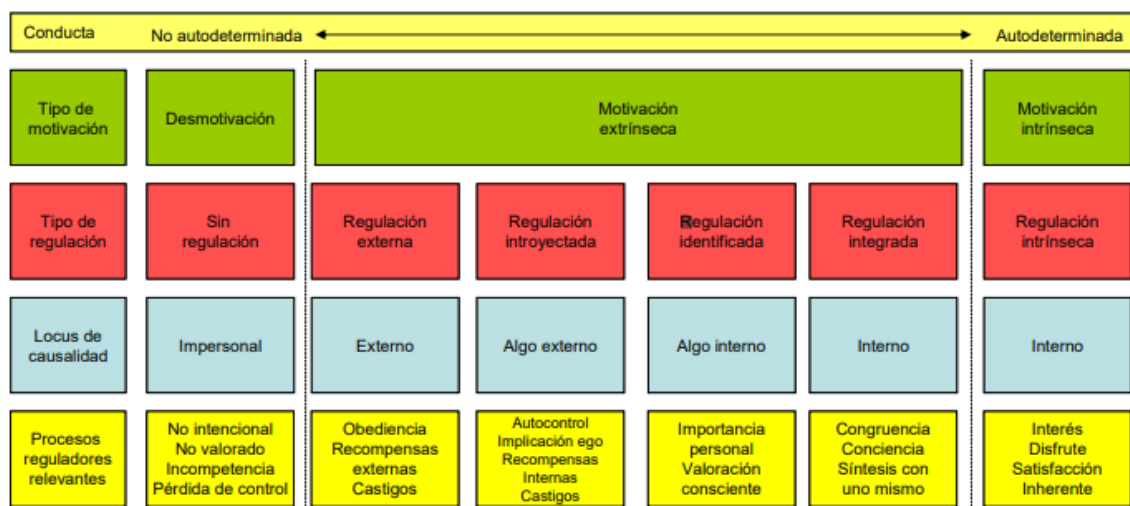 Conducta
No autodeterminada
Autodeterminada
Tipo de
motivación
Desmotivación
Motivación
extrínseca
Motivación
intrínseca
Tipo de
regulación
Sin
regulación
Regulación
externa
Regulación
introyectada
Regulación
identificada
Regulación
integrada
Regulación
intrínseca
Locus de
causalidad
Impersonal
Externo
Algo externo
Algo interno
Interno
Interno
Procesos
reguladores
relevantes
No intencional
No valorado
Incompetencia
Pérdida de control
Obediencia
Recompensas
externas
Castigos
Autocontrol
Implicación ego
Recompensas
Internas
Castigos
Importancia
personal
Valoración
consciente
Congruencia
Conciencia
Síntesis con
uno mismo
Interés
Disfrute
Satisfacción
Inherente